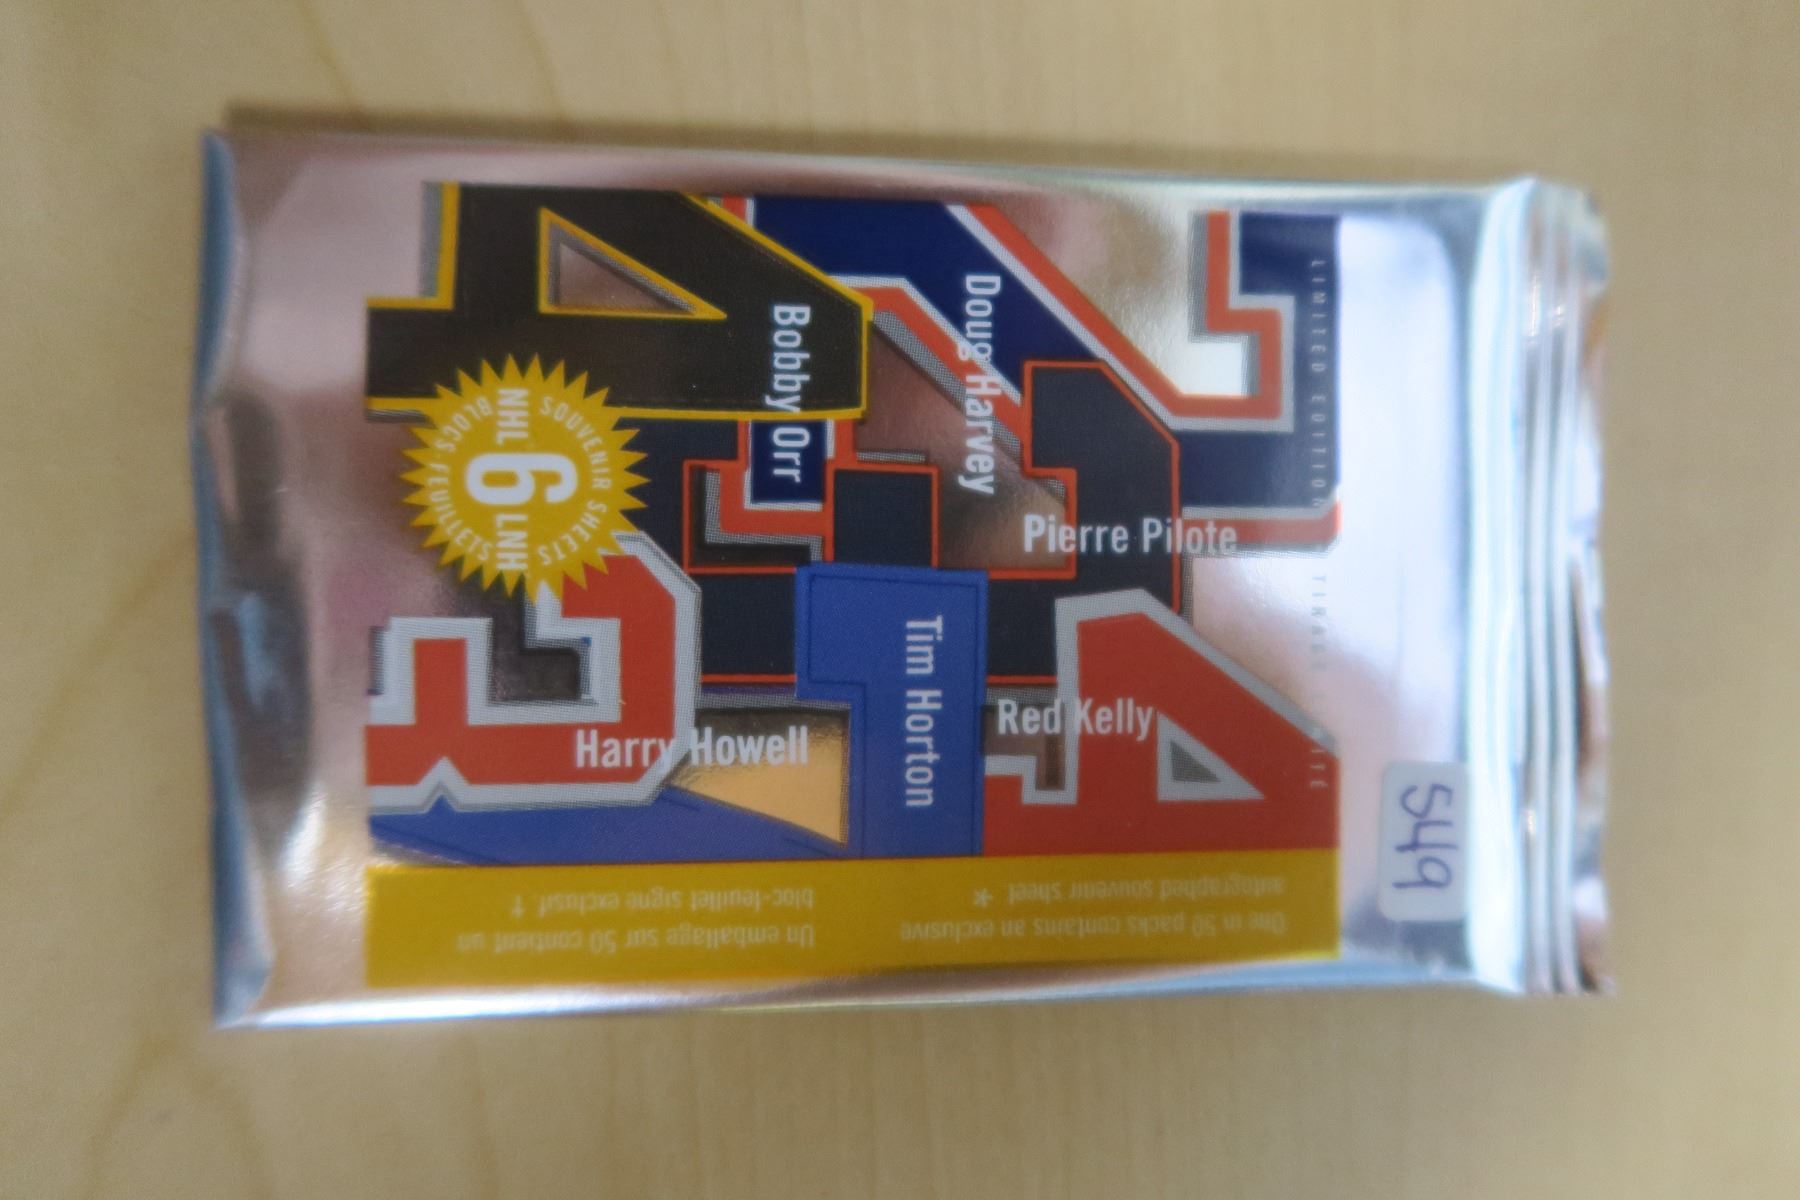 LIMITED EDITION
TIRAGE LIMITÉ
Doug Harvey
Bobby Orr
Pierre Pilote
Tim Horton
Red Kelly
Harry Howell
SOUVENIR SHEETS
NHL 6 LNH
BLOCS-FEUILLETS
One in 50 packs contains an exclusive
autographed souvenir sheet.*
Un emballage sur 50 contient un
bloc-feuillet signé exclusif.†
549